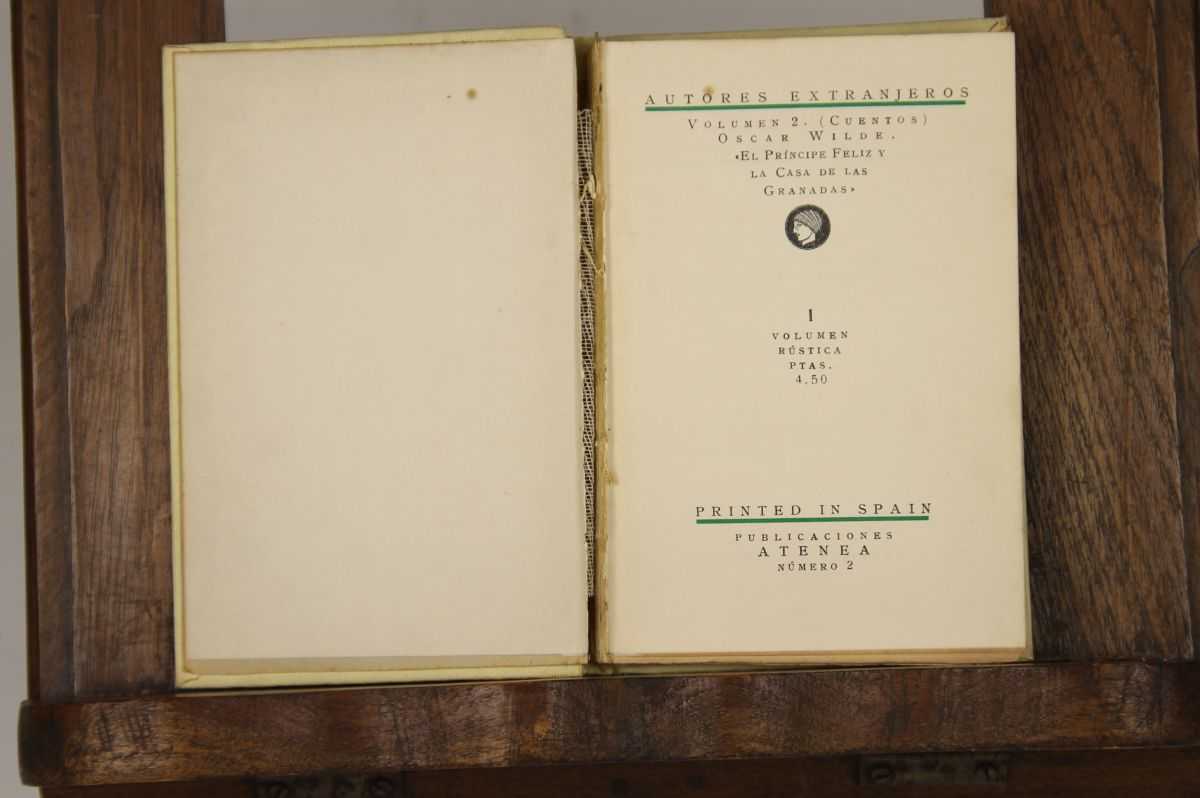 AUTORES EXTRANJEROS
VOLUMEN 2. (CUENTOS)
OSCAR WILDE.
«EL PRÍNCIPE FELIZ Y
LA CASA DE LAS
GRANADAS»
1
VOLUMEN
RÚSTICA
PTAS.
4.50
PRINTED IN SPAIN
PUBLICACIONES
ATENEA
NÚMERO 2